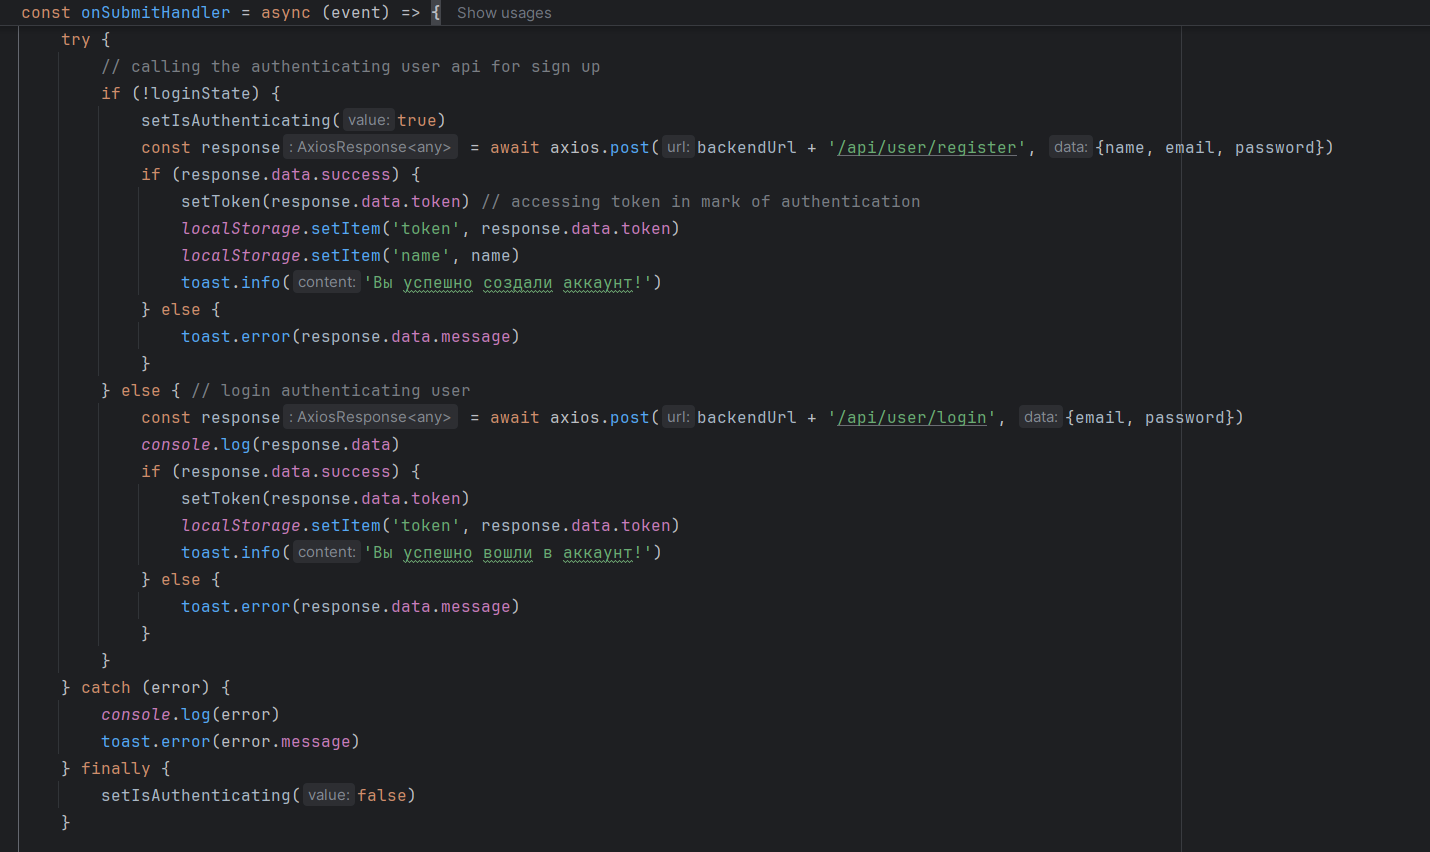 const onSubmitHandler = async (event) => { Show usages
try {
// calling the authenticating user api for sign up
if (!loginState) {
setIsAuthenticating( value: true)
const response : AxiosResponse<any> = await axios.post( url: backendUrl + '/api/user/register', data: {name, email, password})
if (response.data.success) {
setToken(response.data.token) // accessing token in mark of authentication
localStorage.setItem('token', response.data.token)
localStorage.setItem('name', name)
toast.info( content: 'Вы успешно создали аккаунт!')
} else {
toast.error(response.data.message)
}
} else { // login authenticating user
const response : AxiosResponse<any> = await axios.post( url: backendUrl + '/api/user/login', data: {email, password})
console.log(response.data)
if (response.data.success) {
setToken(response.data.token)
localStorage.setItem('token', response.data.token)
toast.info( content: 'Вы успешно вошли в аккаунт!')
} else {
toast.error(response.data.message)
}
}
} catch (error) {
console.log(error)
toast.error(error.message)
} finally {
setIsAuthenticating( value: false)
}